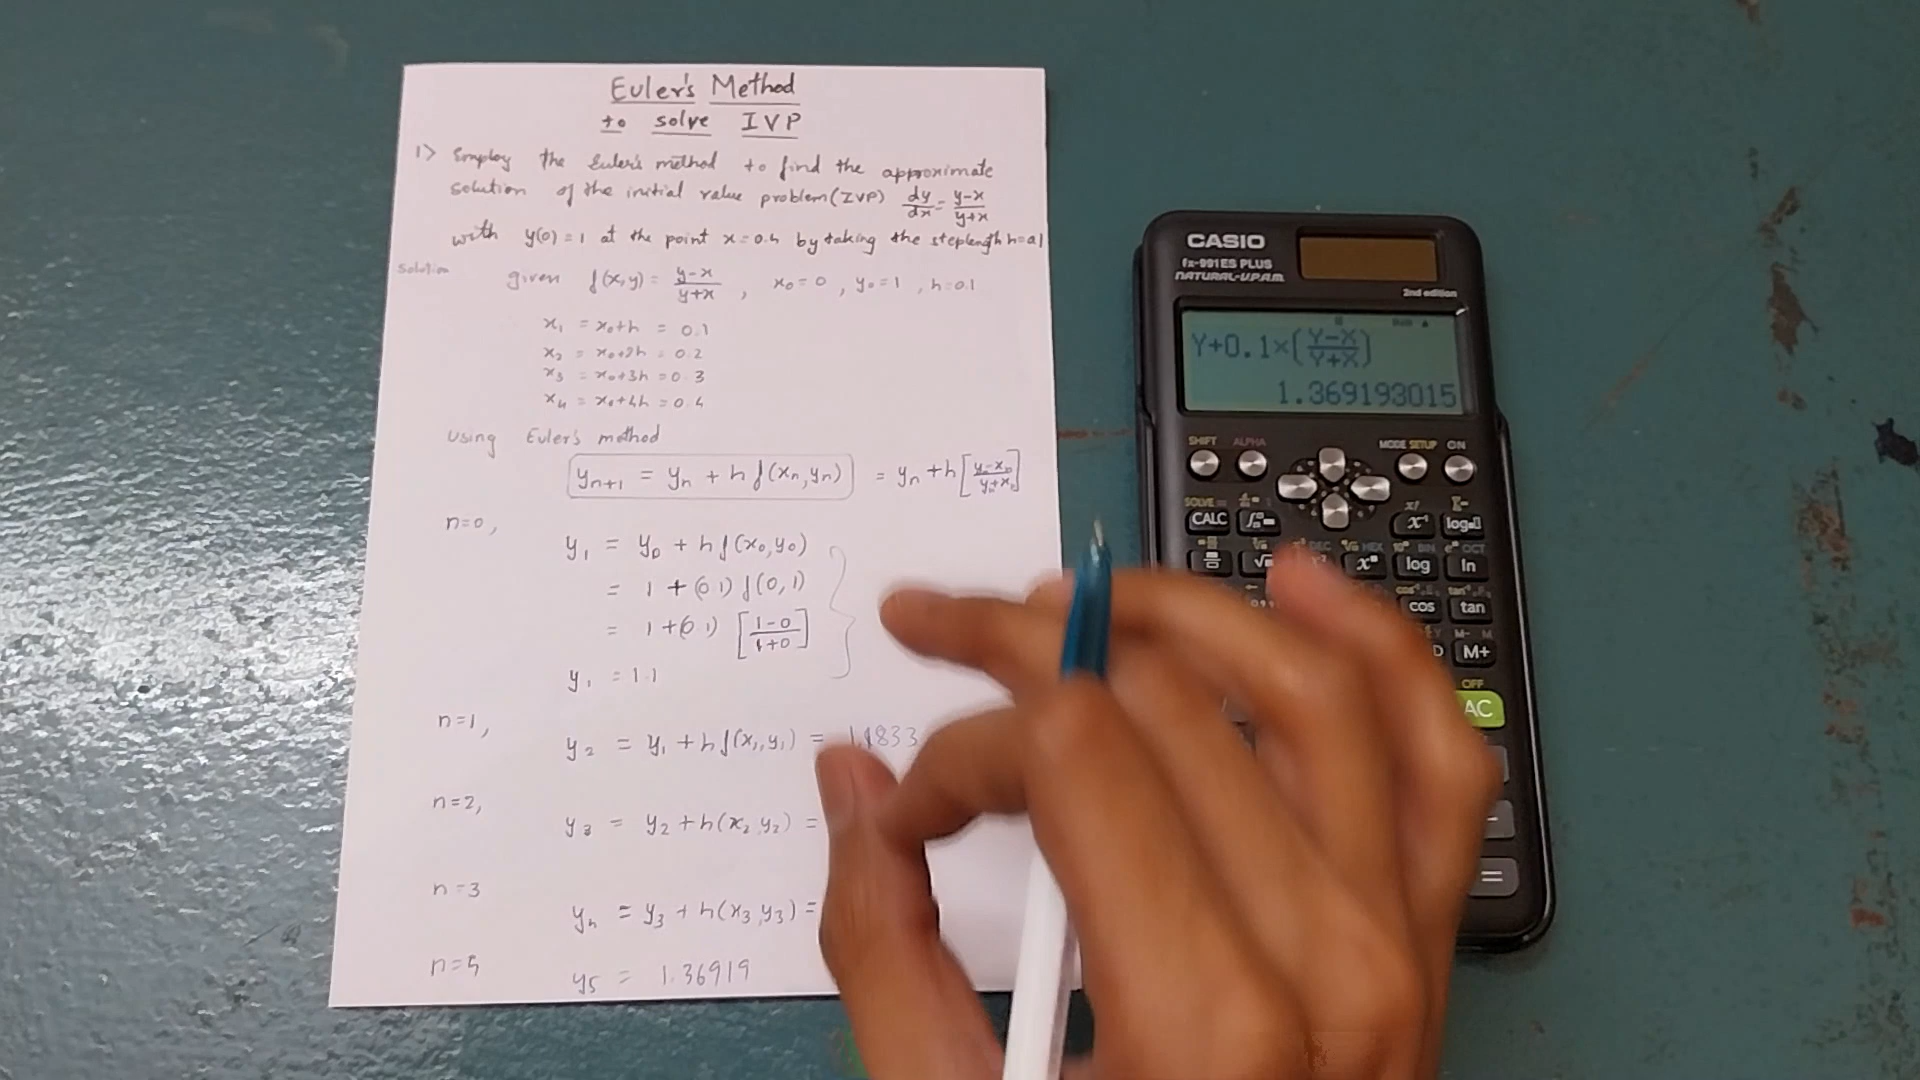 Euler's Method
to solve IVP
1> Employ the Euler's method to find the approximate
solution of the initial value problem (IVP) dy/dx = y-x/y+x
with y(0)=1 at the point x=0.4 by taking the steplength h=0.1
Solution
given f(x,y) = y-x/y+x , x₀=0 , y₀=1 , h=0.1
x₁ = x₀+h = 0.1
x₂ = x₀+2h = 0.2
x₃ = x₀+3h = 0.3
x₄ = x₀+4h = 0.4
Using Euler's method
yₙ₊₁ = yₙ + h f(xₙ,yₙ) = yₙ + h[yₙ-xₙ/yₙ+xₙ]
n=0,
y₁ = y₀ + h f(x₀,y₀)
= 1 + (0.1) f(0,1)
= 1 + (0.1) [1-0/1+0]
y₁ = 1.1
n=1,
y₂ = y₁ + h f(x₁,y₁) = 1.1833
n=2,
y₃ = y₂ + h(x₂,y₂) =
n=3
y₄ = y₃ + h(x₃,y₃) =
n=5
y₅ = 1.36919
CASIO
fx-991ES PLUS
NATURAL-V.P.A.M.
2nd edition
Y+0.1×(Y-X/Y+X)
1.369193015
SHIFT ALPHA MODE SETUP ON
SOLVE =
CALC x⁻¹ log
log ln
cos tan
M- M
M+
OFF
AC
=